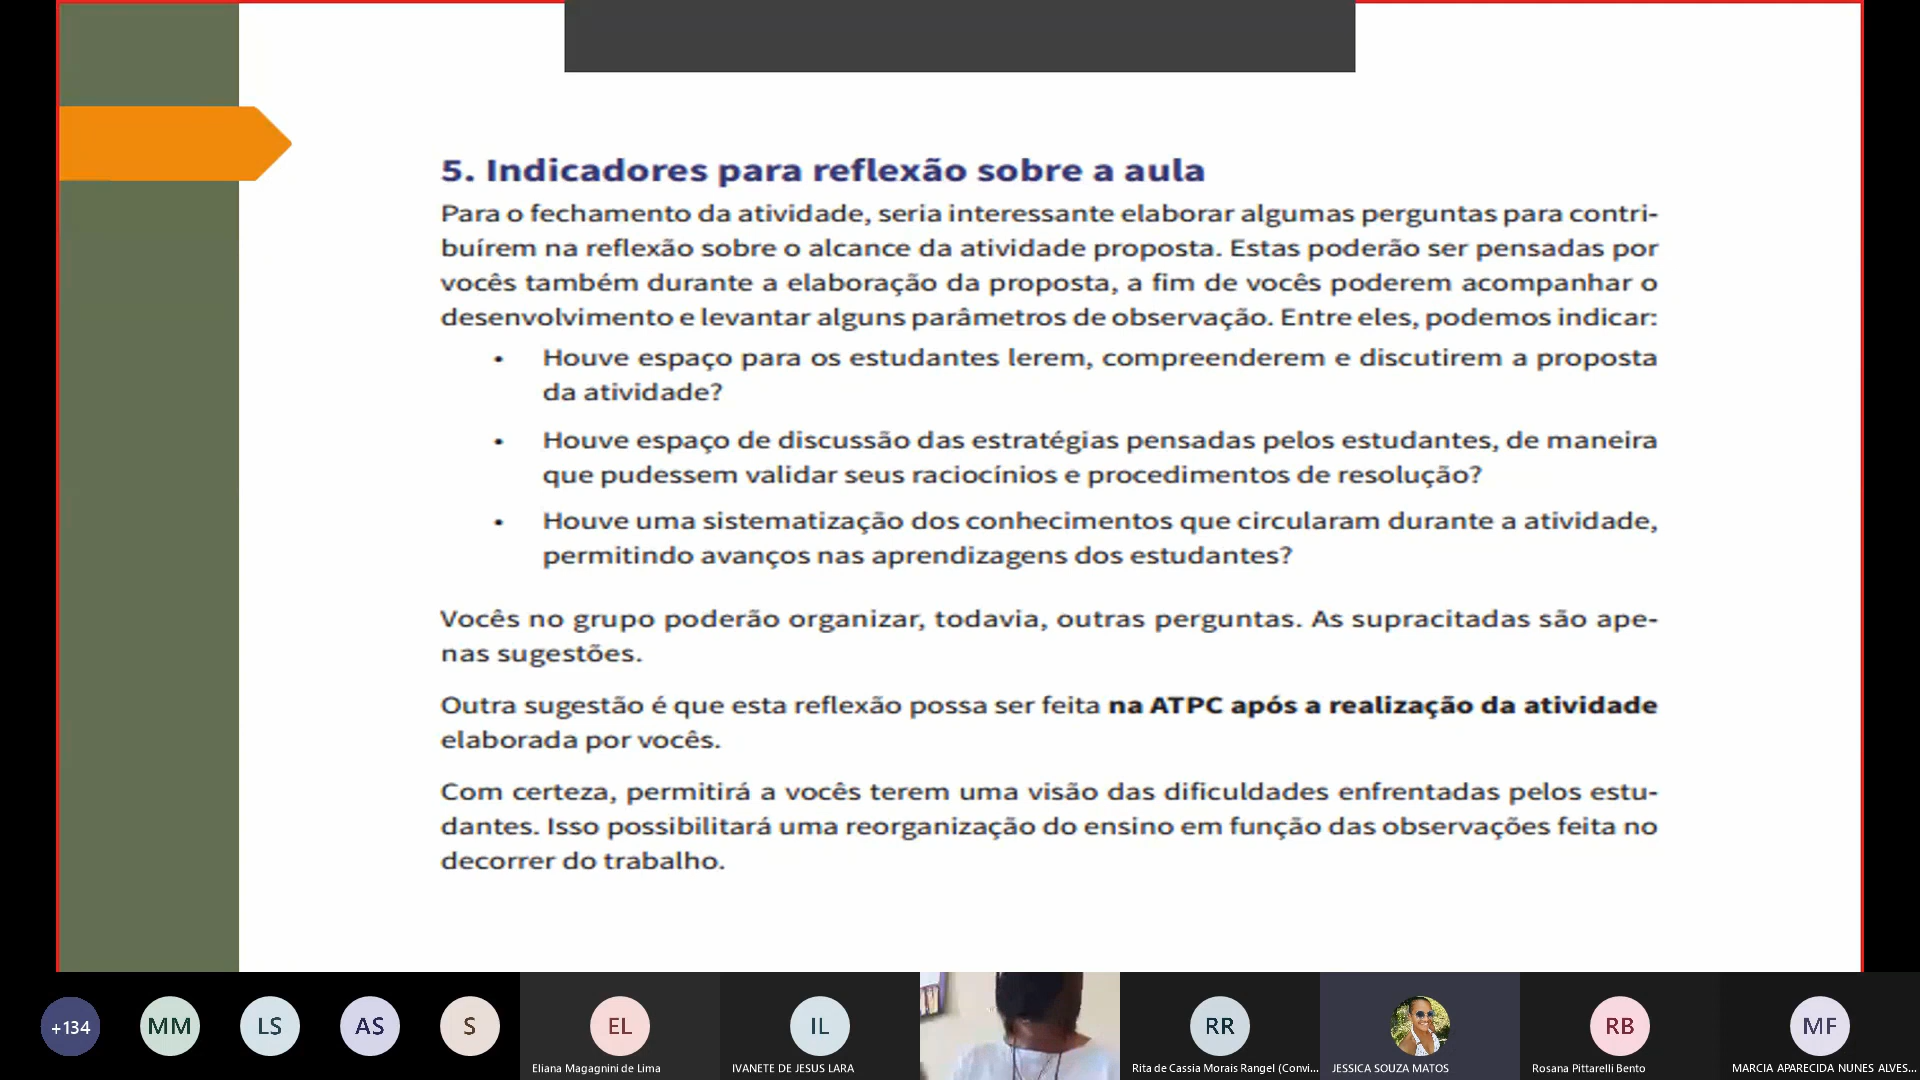 5. Indicadores para reflexão sobre a aula
Para o fechamento da atividade, seria interessante elaborar algumas perguntas para contri-
buírem na reflexão sobre o alcance da atividade proposta. Estas poderão ser pensadas por
vocês também durante a elaboração da proposta, a fim de vocês poderem acompanhar o
desenvolvimento e levantar alguns parâmetros de observação. Entre eles, podemos indicar:
• Houve espaço para os estudantes lerem, compreenderem e discutirem a proposta
da atividade?
• Houve espaço de discussão das estratégias pensadas pelos estudantes, de maneira
que pudessem validar seus raciocínios e procedimentos de resolução?
• Houve uma sistematização dos conhecimentos que circularam durante a atividade,
permitindo avanços nas aprendizagens dos estudantes?
Vocês no grupo poderão organizar, todavia, outras perguntas. As supracitadas são ape-
nas sugestões.
Outra sugestão é que esta reflexão possa ser feita na ATPC após a realização da atividade
elaborada por vocês.
Com certeza, permitirá a vocês terem uma visão das dificuldades enfrentadas pelos estu-
dantes. Isso possibilitará uma reorganização do ensino em função das observações feita no
decorrer do trabalho.
+134 MM LS AS S EL IL RR RB MF
Eliana Magagnini de Lima IVANETE DE JESUS LARA Rita de Cassia Morais Rangel (Convi... JESSICA SOUZA MATOS Rosana Pittarelli Bento MARCIA APARECIDA NUNES ALVES...